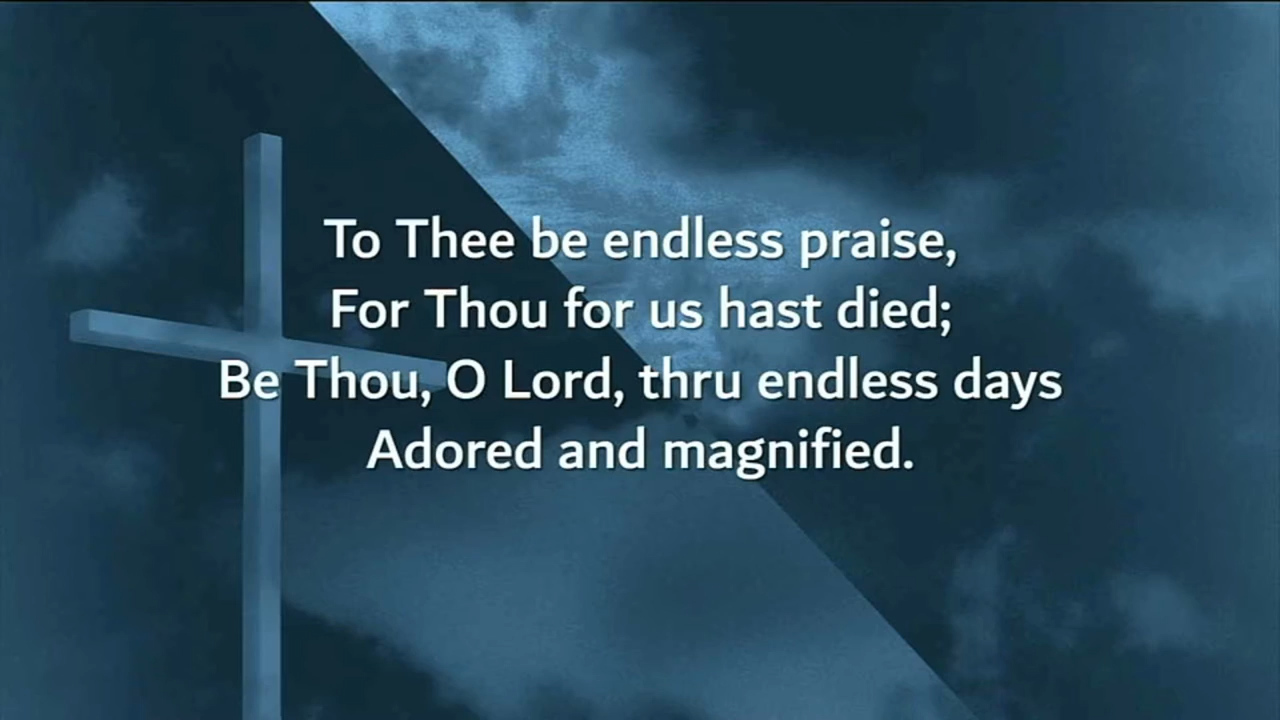 To Thee be endless praise,
For Thou for us hast died;
Be Thou, O Lord, thru endless days
Adored and magnified.